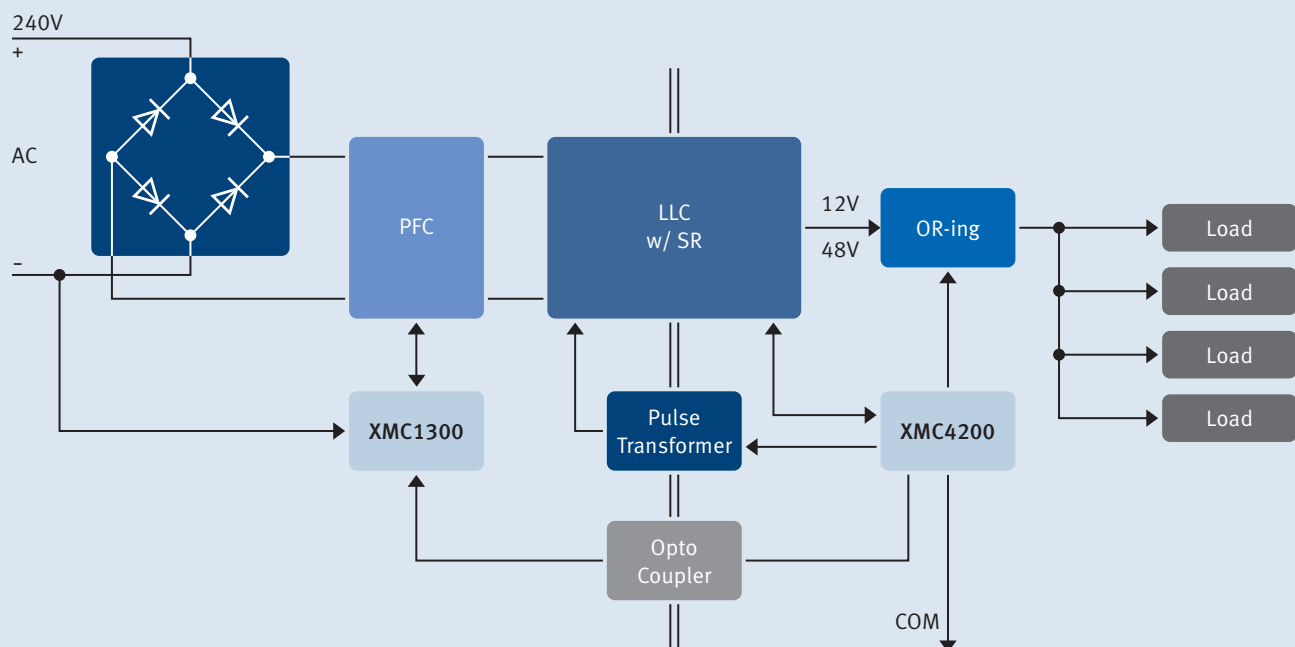 240V
+
AC
-
PFC
LLC
w/ SR
12V
48V
OR-ing
Load
Load
Load
Load
XMC1300
Pulse
Transformer
XMC4200
Opto
Coupler
COM